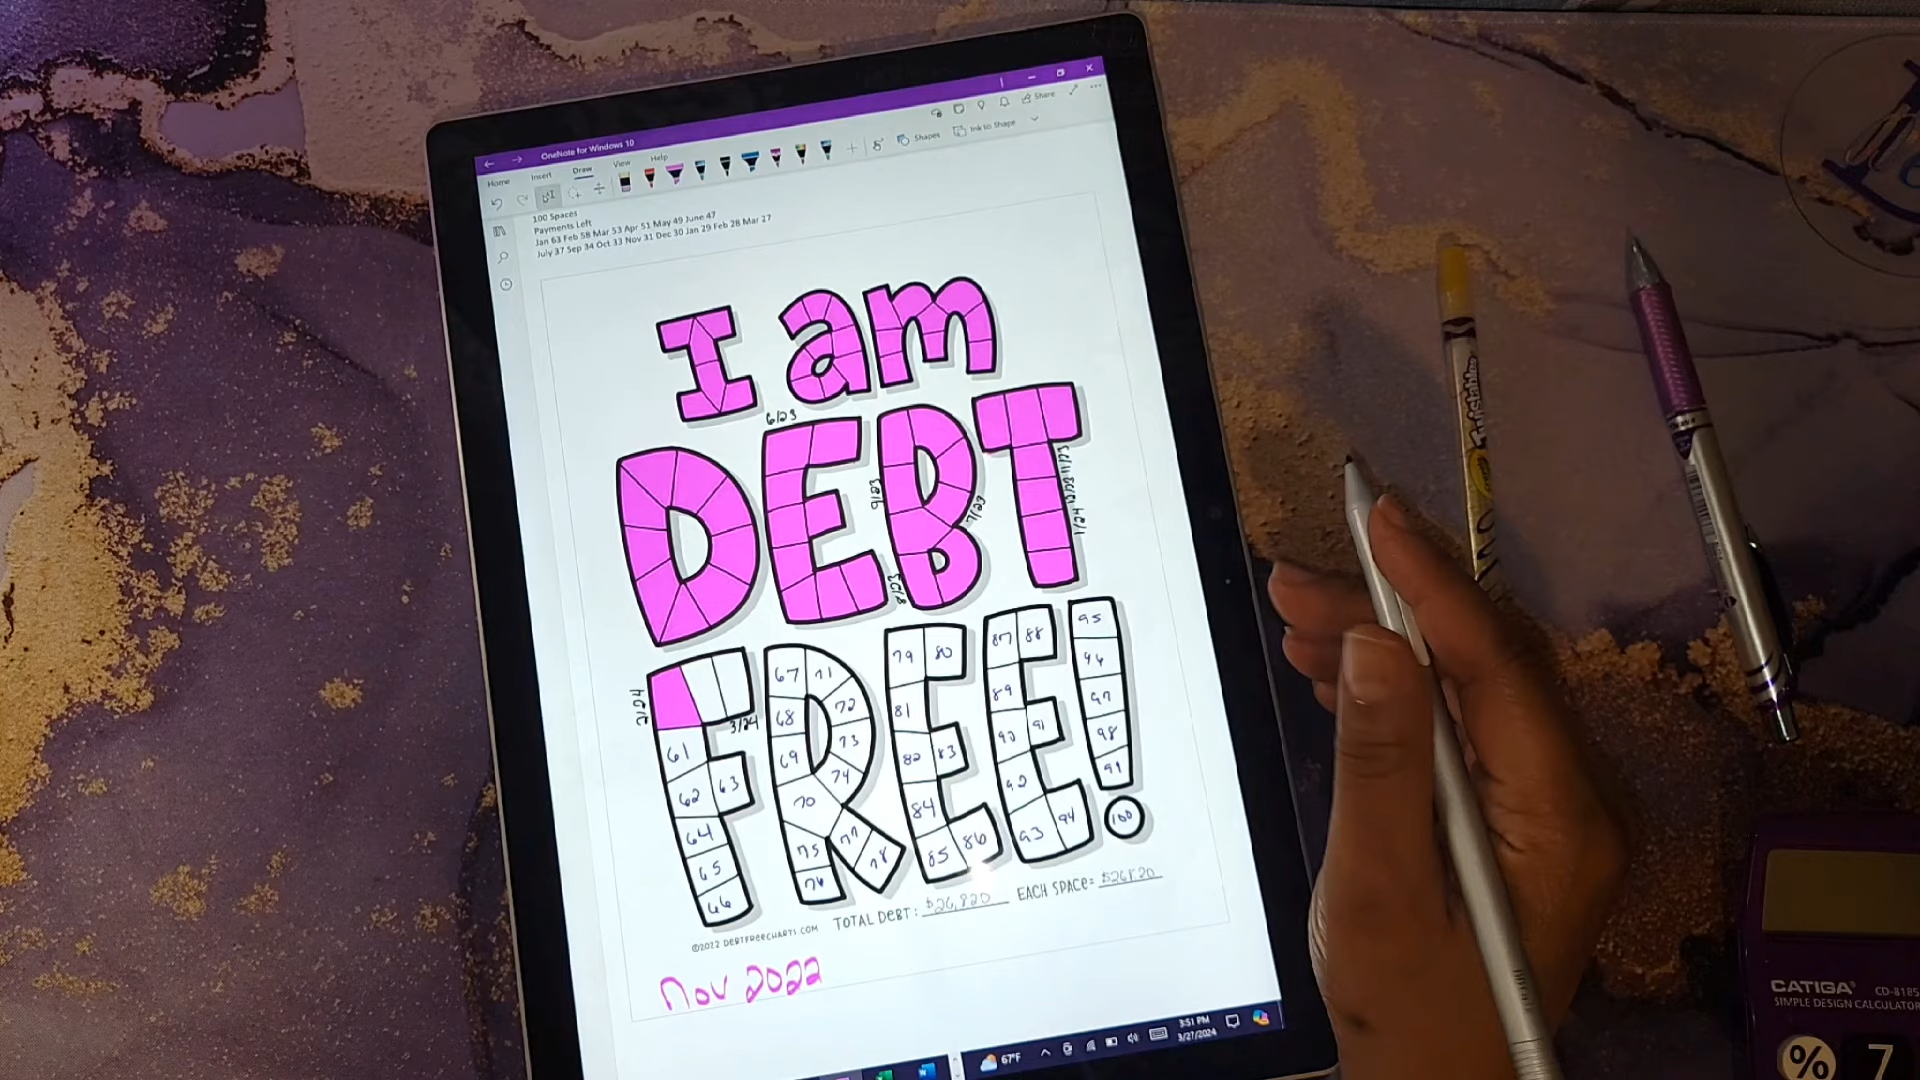 OneNote for Windows 10
Home Insert Draw View Help
Share
Shapes Ink to Shape
100 Spaces
Payments Left
Jan 63 Feb 58 Mar 53 Apr 51 May 49 June 47
July 37 Sep 34 Oct 33 Nov 31 Dec 30 Jan 29 Feb 28 Mar 27
I am
6/23
DEBT
9/23
7/23
8/23
11/23
12/23
1/24
FREE!
2/24
3/24
61
62 63
64
65
66
67 71
68 72
69 73
74
70
75 77
76 78
79 80
81
82 83
84
85 86
87 88
89
90 91
92
93 94
95
96
97
98
100
TOTAL DEBT: $26,820 EACH SPACE= $268.20
©2022 DEBTFREECHARTS.COM
Nov 2022
67°F
3:51 PM
3/27/2024
Crayola Twistables
CATIGA® CD-8185
SIMPLE DESIGN CALCULATOR
% 7